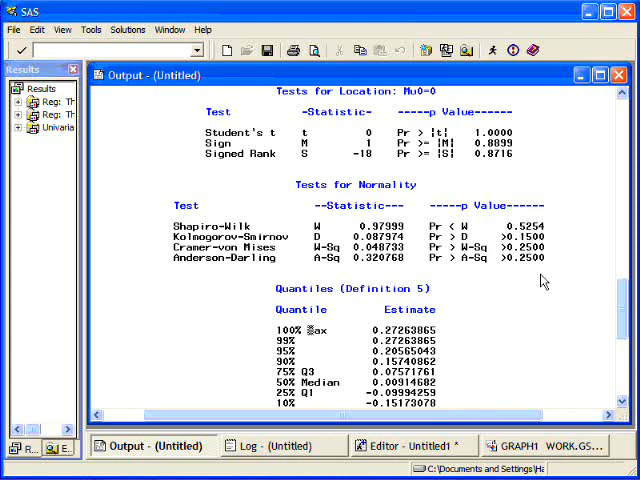 SAS
File Edit View Tools Solutions Window Help
Results
Results
Reg: Th
Reg: Th
Univaria
Output - (Untitled)
Tests for Location: Mu0=0
Test -Statistic- -----p Value------
Student's t t 0 Pr > |t| 1.0000
Sign M 1 Pr >= |M| 0.8899
Signed Rank S -18 Pr >= |S| 0.8716
Tests for Normality
Test --Statistic--- -----p Value------
Shapiro-Wilk W 0.97999 Pr < W 0.5254
Kolmogorov-Smirnov D 0.087974 Pr > D >0.1500
Cramer-von Mises W-Sq 0.048733 Pr > W-Sq >0.2500
Anderson-Darling A-Sq 0.320768 Pr > A-Sq >0.2500
Quantiles (Definition 5)
Quantile Estimate
100% Max 0.27263865
99% 0.27263865
95% 0.20565043
90% 0.15740862
75% Q3 0.07571761
50% Median 0.00914682
25% Q1 -0.09994259
10% -0.15173078
R... E...
Output - (Untitled) Log - (Untitled) Editor - Untitled1 * GRAPH1 WORK.GS...
C:\Documents and Settings\Ha